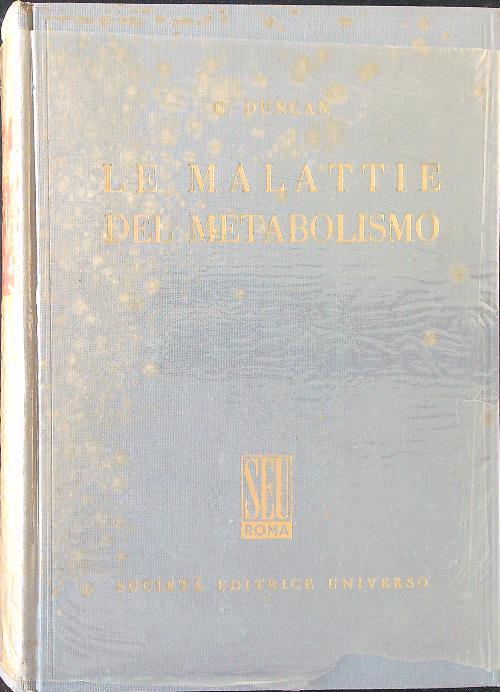 G. DUNCAN
LE MALATTIE
DEL METABOLISMO
SEU
ROMA
SOCIETÀ EDITRICE UNIVERSO